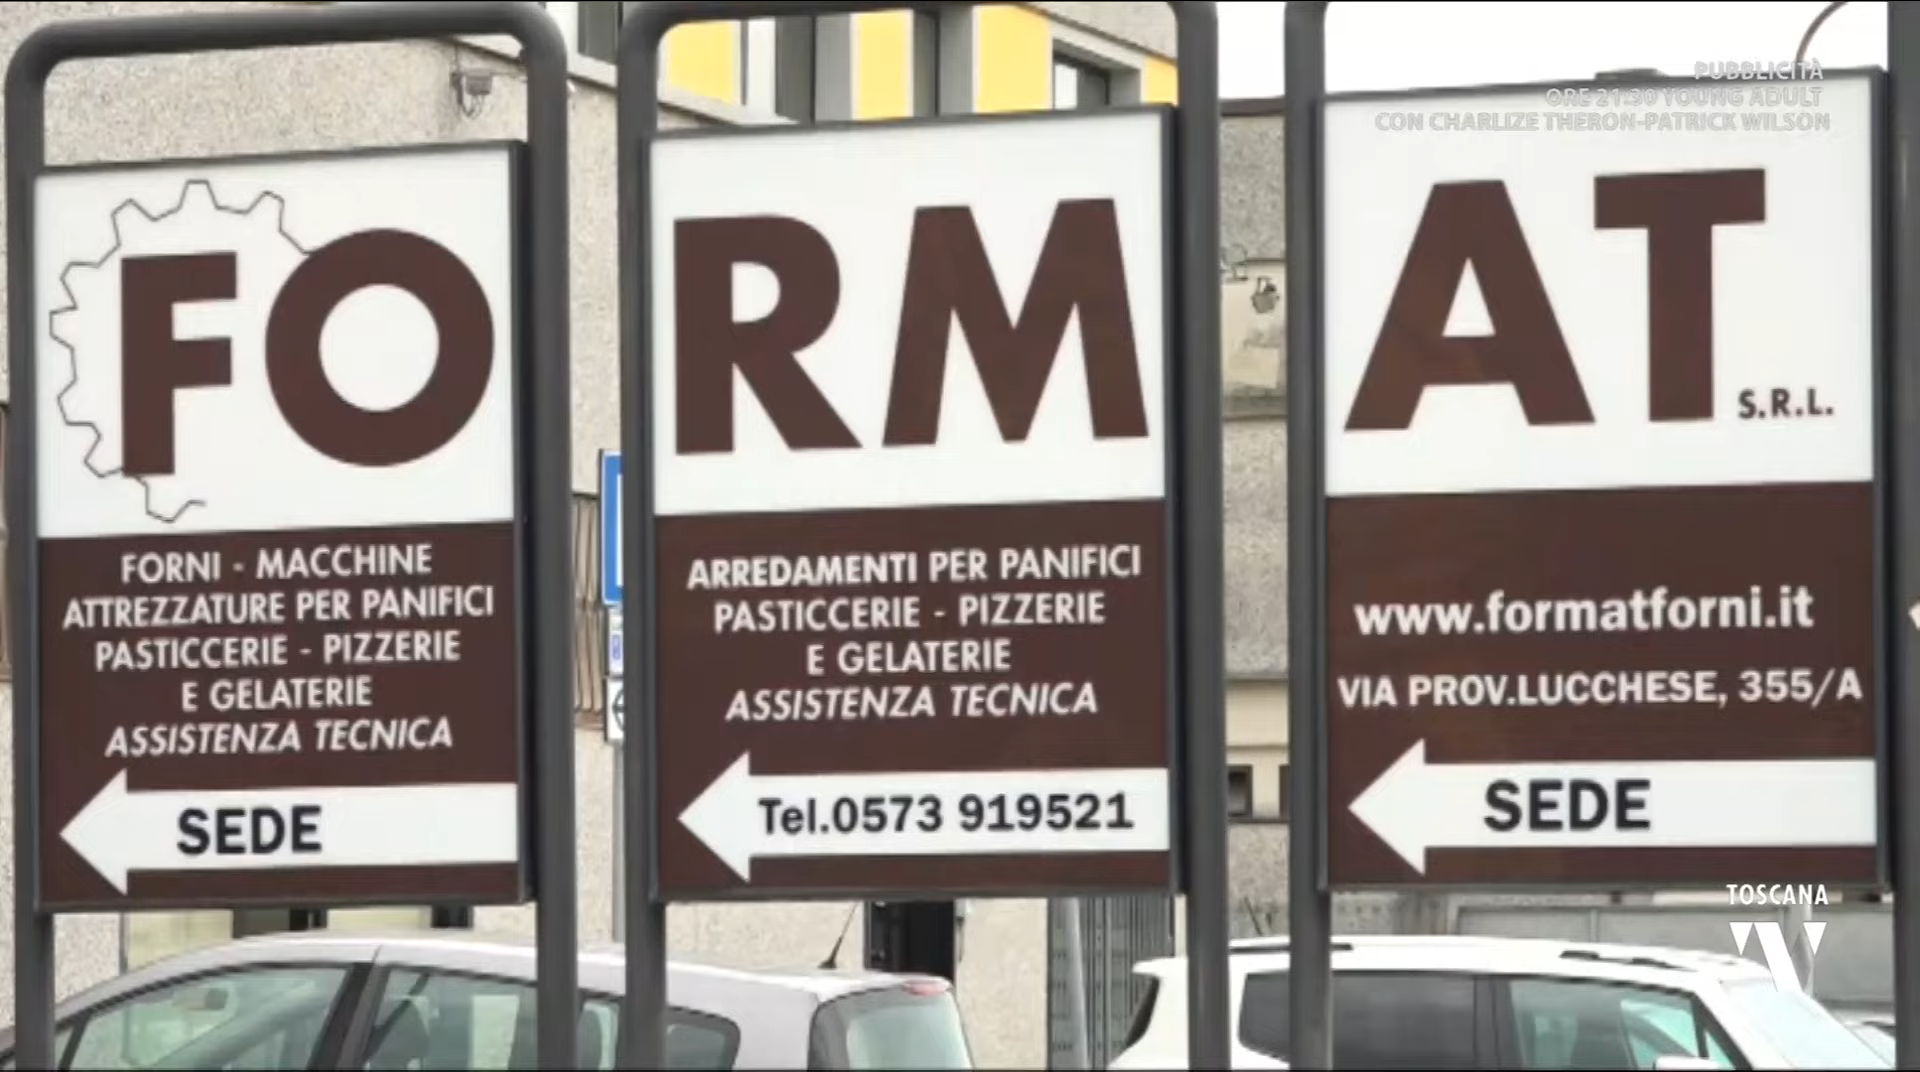 PUBBLICITÀ
ORE 21:30 YOUNG ADULT
CON CHARLIZE THERON-PATRICK WILSON
FO
FORNI - MACCHINE
ATTREZZATURE PER PANIFICI
PASTICCERIE - PIZZERIE
E GELATERIE
ASSISTENZA TECNICA
SEDE
RM
ARREDAMENTI PER PANIFICI
PASTICCERIE - PIZZERIE
E GELATERIE
ASSISTENZA TECNICA
Tel.0573 919521
AT
S.R.L.
www.formatforni.it
VIA PROV.LUCCHESE, 355/A
SEDE
TOSCANA
TV